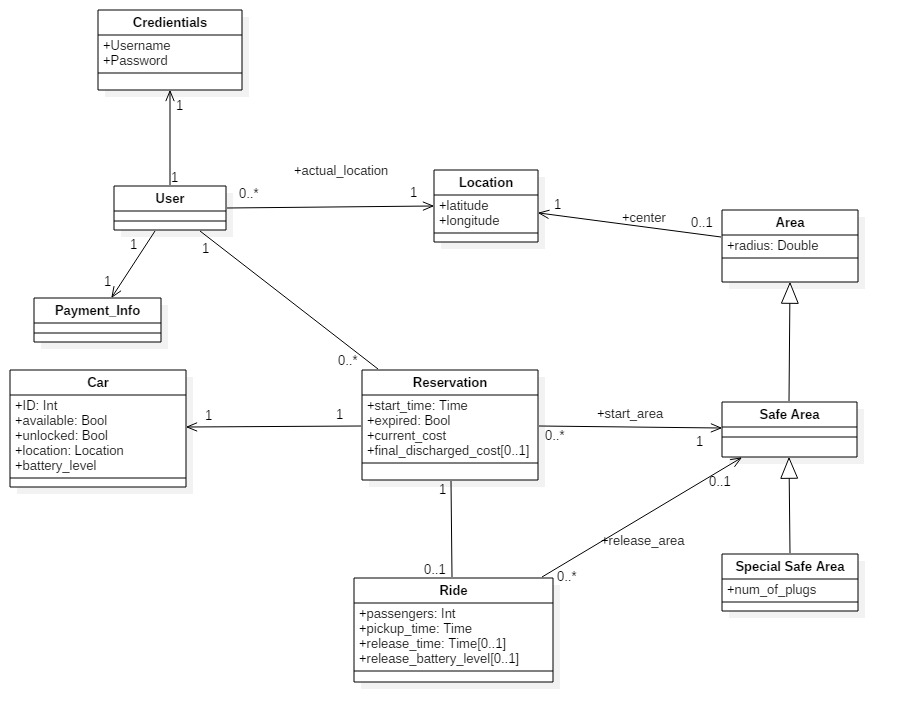 Credientials
+Username
+Password
1
1
User
0..*
+actual_location
1
Location
+latitude
+longitude
1
+center
0..1
Area
+radius: Double
1
1
Payment_Info
1
0..*
Car
+ID: Int
+available: Bool
+unlocked: Bool
+location: Location
+battery_level
1
1
Reservation
+start_time: Time
+expired: Bool
+current_cost
+final_discharged_cost[0..1]
0..*
+start_area
1
Safe Area
0..1
+release_area
0..*
1
0..1
Ride
+passengers: Int
+pickup_time: Time
+release_time: Time[0..1]
+release_battery_level[0..1]
Special Safe Area
+num_of_plugs